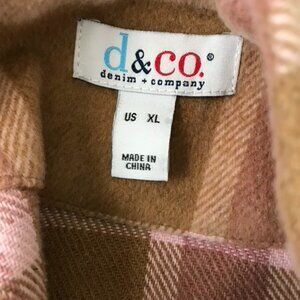 d&co.®
denim + company
US XL
MADE IN
CHINA